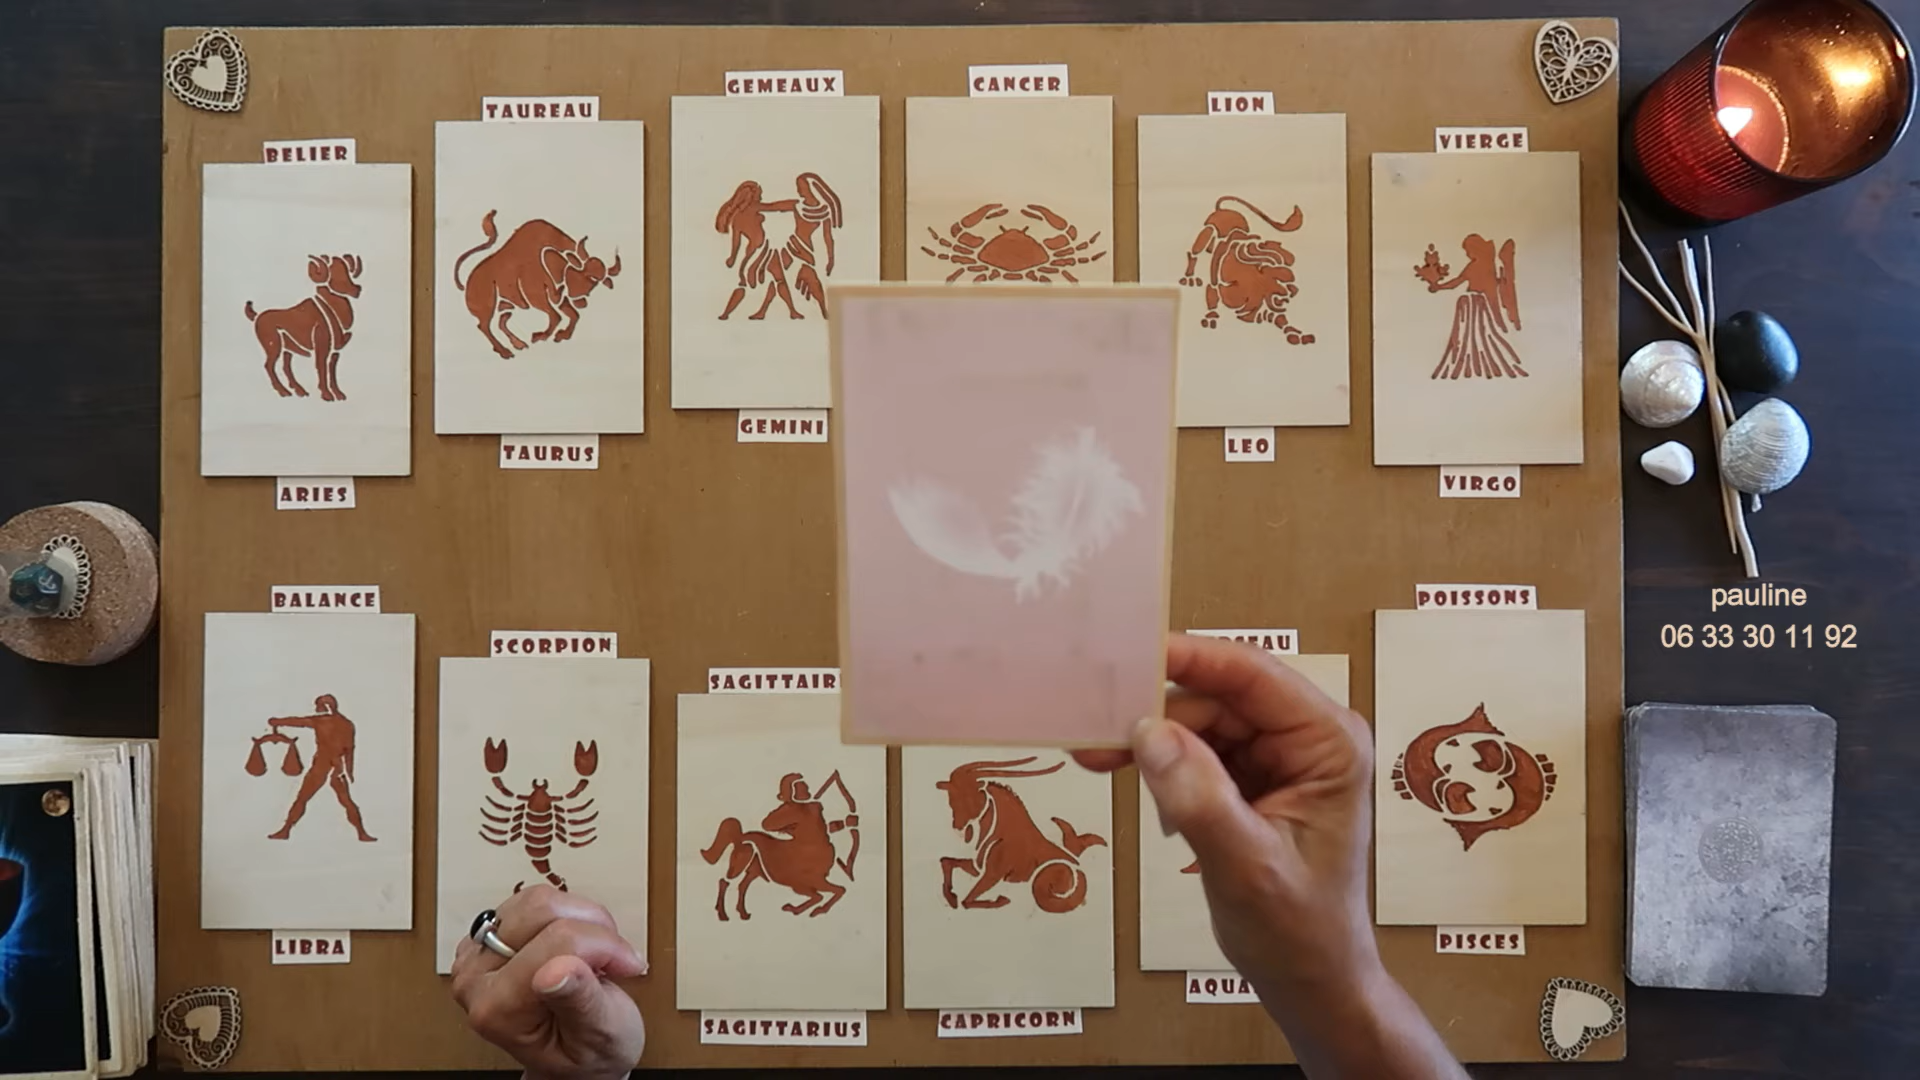 GEMEAUX
CANCER
TAUREAU
LION
BELIER
VIERGE
GEMINI
TAURUS
LEO
ARIES
VIRGO
BALANCE
POISSONS
pauline
06 33 30 11 92
SCORPION
SAGITTAIR
LIBRA
PISCES
AQUA
SAGITTARIUS
CAPRICORN